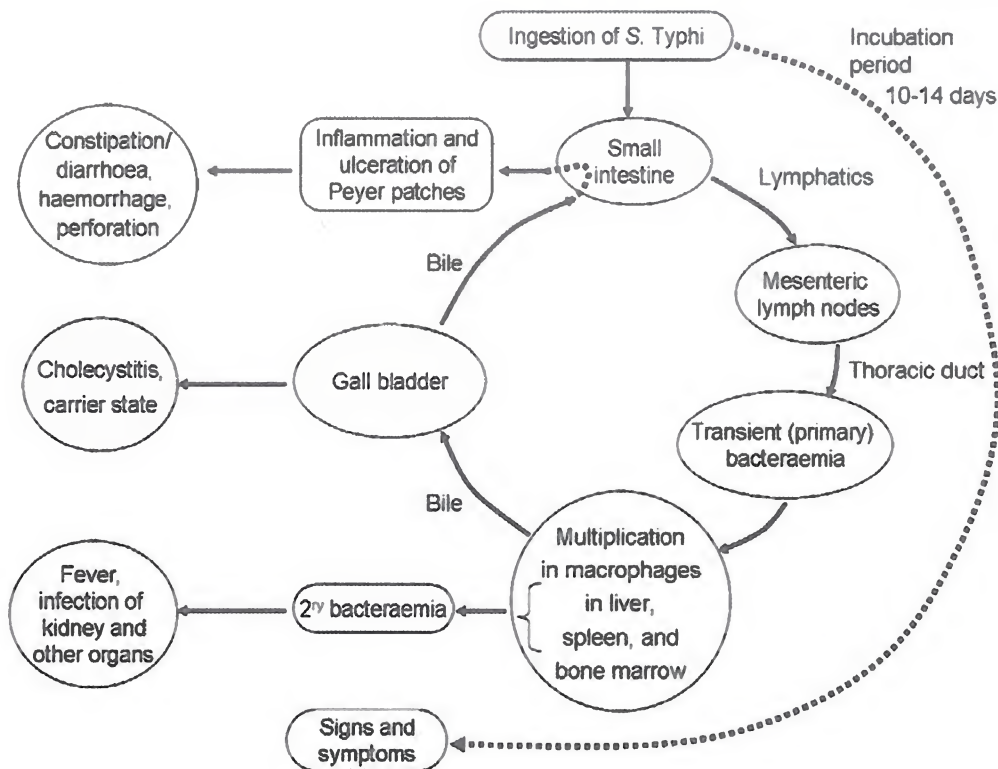 Ingestion of S. Typhi
Incubation
period
10-14 days
Small
intestine
Inflammation and
ulceration of
Peyer patches
Constipation/
diarrhoea,
haemorrhage,
perforation
Lymphatics
Mesenteric
lymph nodes
Bile
Thoracic duct
Gall bladder
Cholecystitis,
carrier state
Transient (primary)
bacteraemia
Bile
Multiplication
in macrophages
in liver,
spleen, and
bone marrow
2ry bacteraemia
Fever,
infection of
kidney and
other organs
Signs and
symptoms